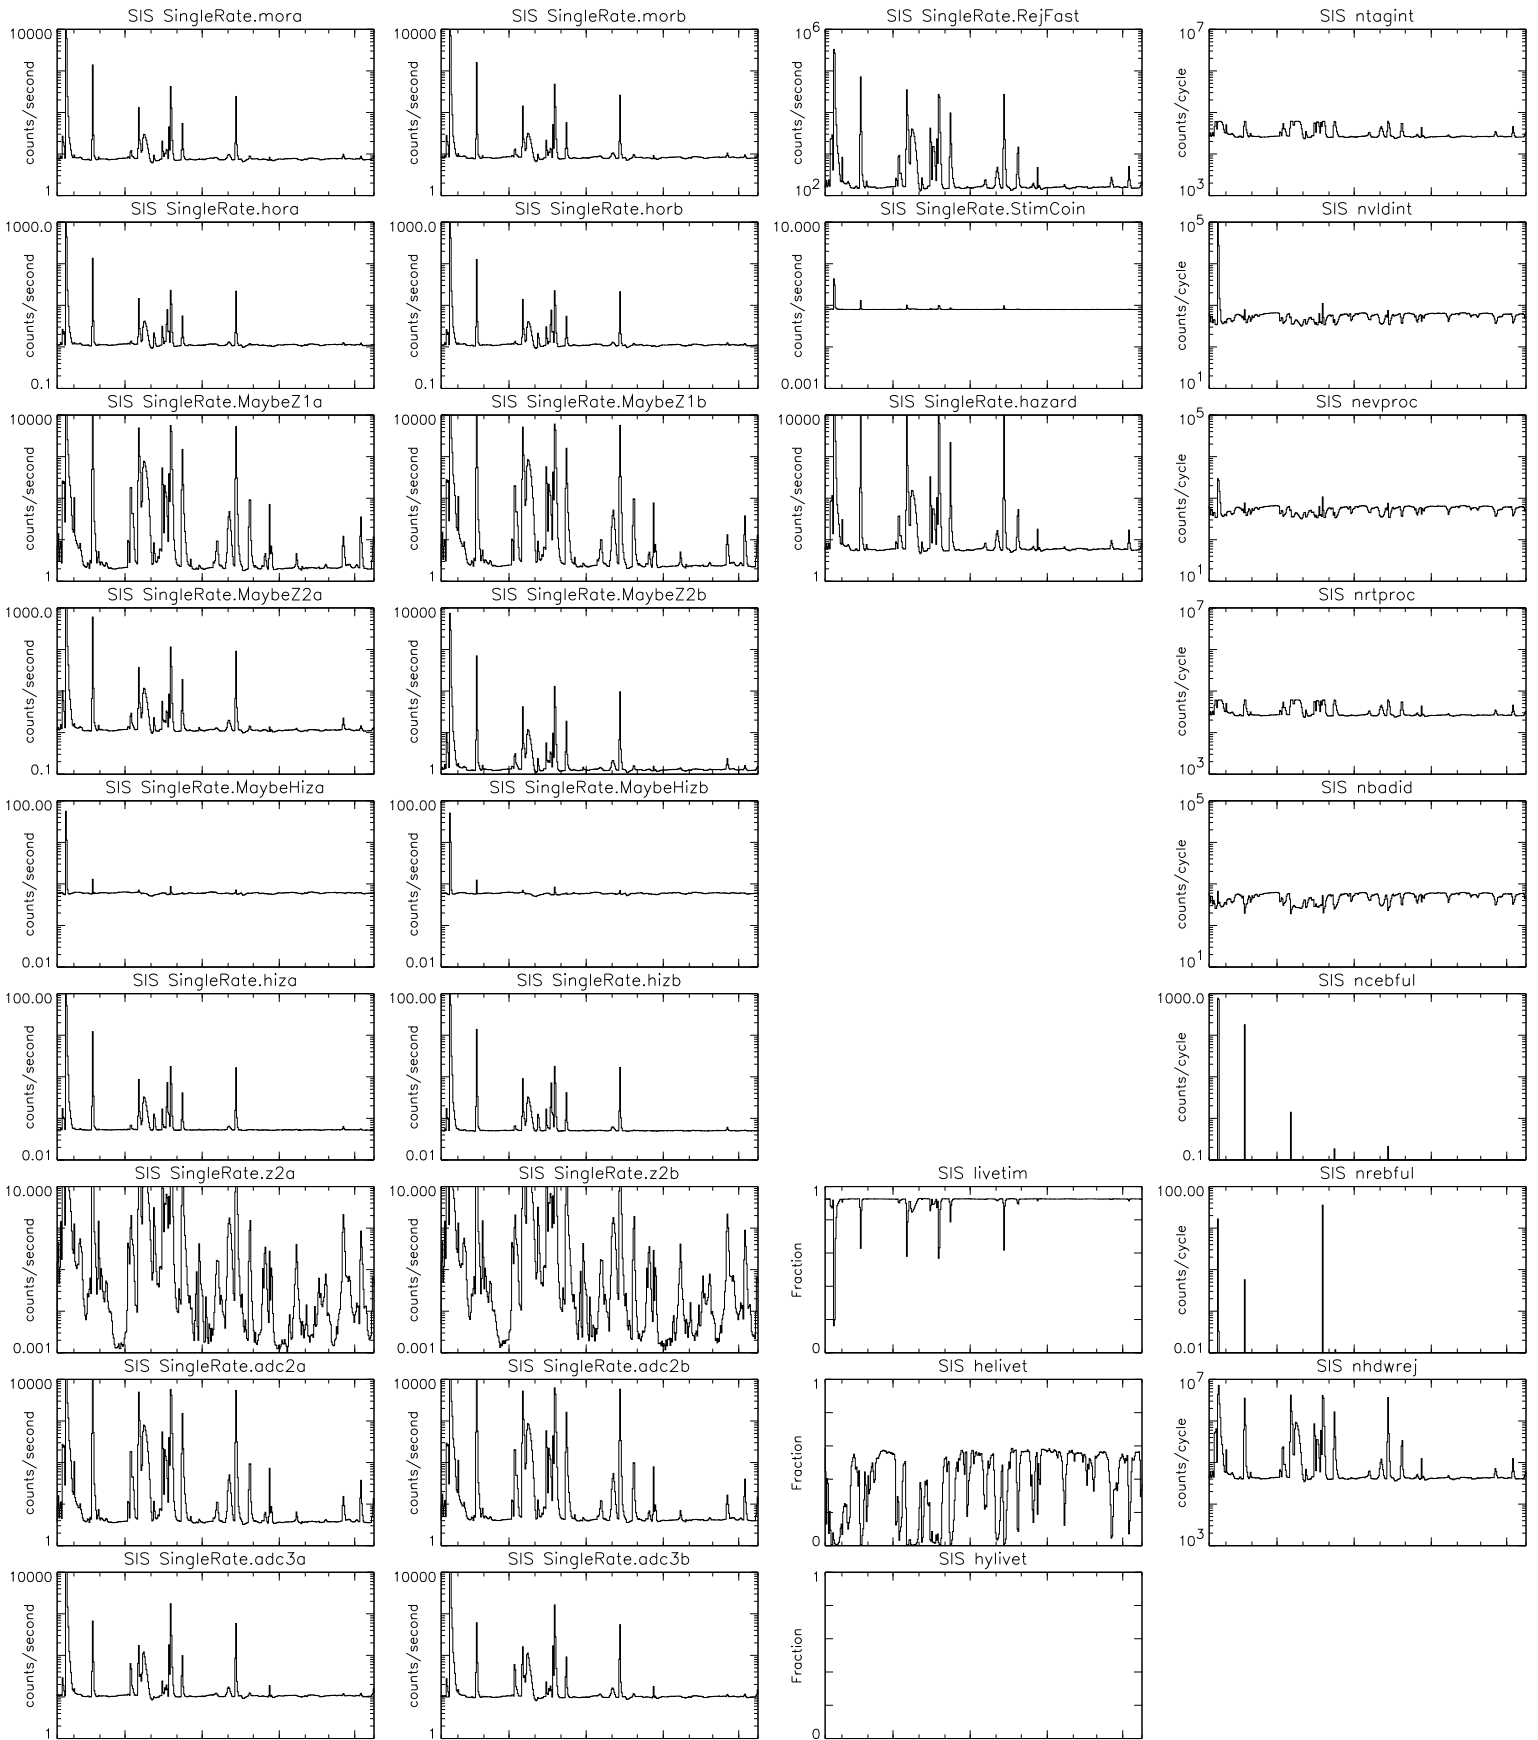 SIS SingleRate.mora
10000
counts/second
1
SIS SingleRate.morb
10000
counts/second
1
SIS SingleRate.RejFast
10^6
counts/second
10^2
SIS ntagint
10^7
counts/cycle
10^3
SIS SingleRate.hora
1000.0
counts/second
0.1
SIS SingleRate.horb
1000.0
counts/second
0.1
SIS SingleRate.StimCoin
10.000
counts/second
0.001
SIS nvldint
10^5
counts/cycle
10^1
SIS SingleRate.MaybeZ1a
10000
counts/second
1
SIS SingleRate.MaybeZ1b
10000
counts/second
1
SIS SingleRate.hazard
10000
counts/second
1
SIS nevproc
10^5
counts/cycle
10^1
SIS SingleRate.MaybeZ2a
1000.0
counts/second
0.1
SIS SingleRate.MaybeZ2b
10000
counts/second
1
SIS nrtproc
10^7
counts/cycle
10^3
SIS SingleRate.MaybeHiza
100.00
counts/second
0.01
SIS SingleRate.MaybeHizb
100.00
counts/second
0.01
SIS nbadid
10^5
counts/cycle
10^1
SIS SingleRate.hiza
100.00
counts/second
0.01
SIS SingleRate.hizb
100.00
counts/second
0.01
SIS ncebful
1000.0
counts/cycle
0.1
SIS SingleRate.z2a
10.000
counts/second
0.001
SIS SingleRate.z2b
10.000
counts/second
0.001
SIS livetim
1
Fraction
0
SIS nrebful
100.00
counts/cycle
0.01
SIS SingleRate.adc2a
10000
counts/second
1
SIS SingleRate.adc2b
10000
counts/second
1
SIS helivet
1
Fraction
0
SIS nhdwrej
10^7
counts/cycle
10^3
SIS SingleRate.adc3a
10000
counts/second
1
SIS SingleRate.adc3b
10000
counts/second
1
SIS hylivet
1
Fraction
0